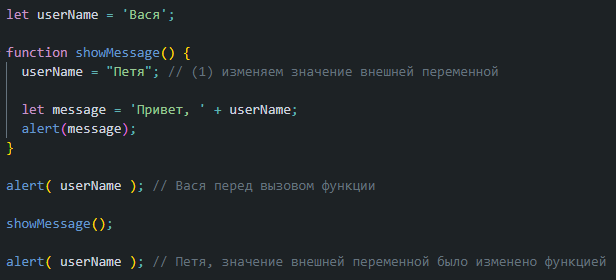 let userName = 'Вася';
function showMessage() {
userName = "Петя"; // (1) изменяем значение внешней переменной
let message = 'Привет, ' + userName;
alert(message);
}
alert( userName ); // Вася перед вызовом функции
showMessage();
alert( userName ); // Петя, значение внешней переменной было изменено функцией